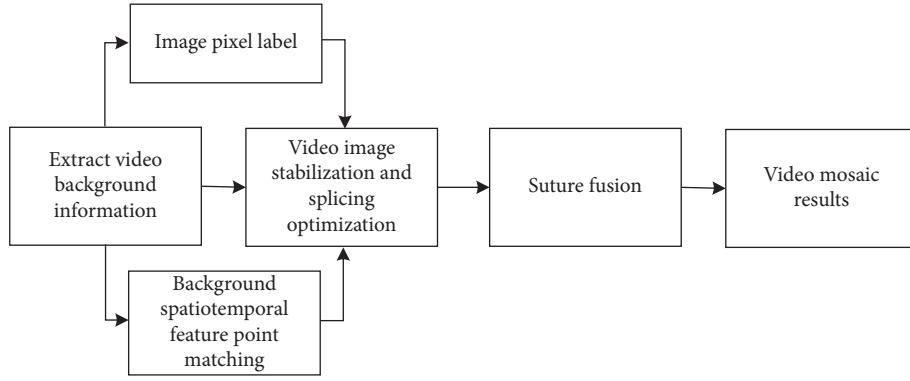 Image pixel label
Extract video
background
information
Video image
stabilization and
splicing
optimization
Suture fusion
Video mosaic
results
Background
spatiotemporal
feature point
matching